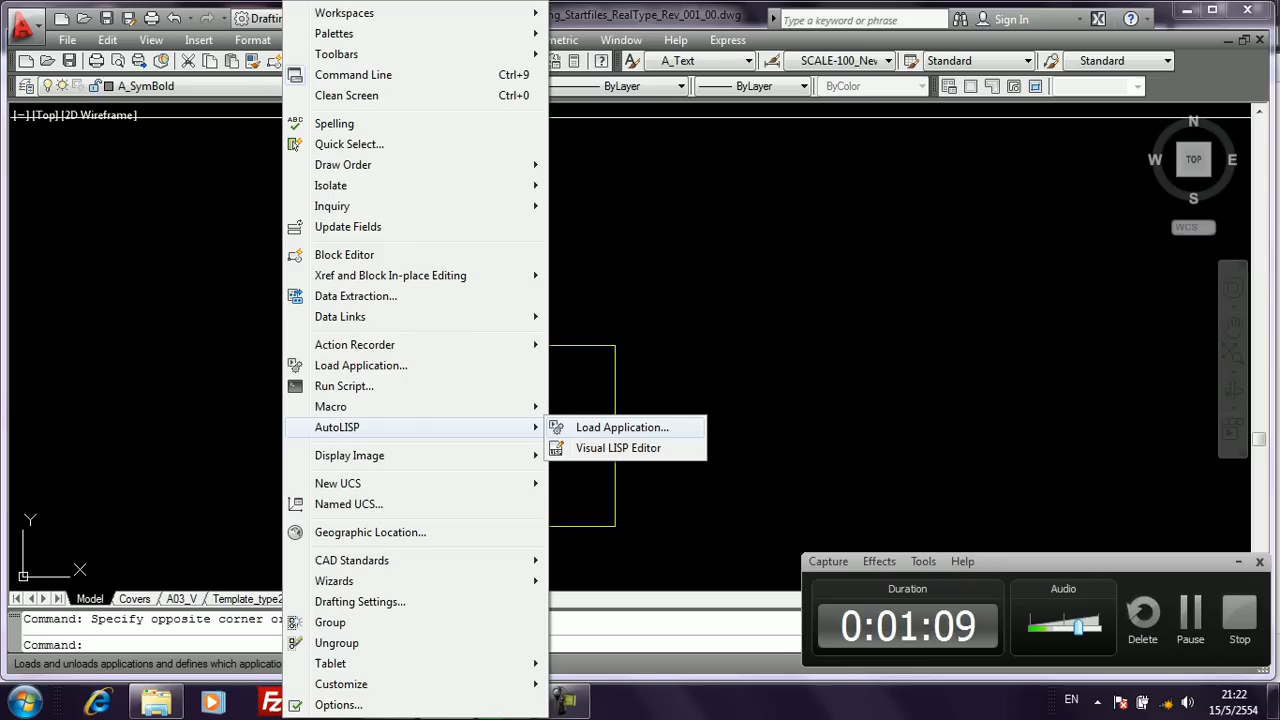 Drafting
ng_Startfiles_RealType_Rev_001_00.dwg
Type a keyword or phrase
Sign In
File Edit View Insert Format
Window Help Express
A_Text
Standard
Standard
A_SymBold
ByLayer
ByLayer
ByColor
[−][Top][2D Wireframe]
Workspaces
Palettes
Toolbars
Command Line Ctrl+9
Clean Screen Ctrl+0
ABC
Spelling
Quick Select...
Draw Order
Isolate
Inquiry
Update Fields
Block Editor
Xref and Block In-place Editing
Data Extraction...
Data Links
Action Recorder
Load Application...
Run Script...
Macro
AutoLISP
Load Application...
Visual LISP Editor
Display Image
New UCS
Named UCS...
Geographic Location...
CAD Standards
Wizards
Drafting Settings...
Group
Ungroup
Tablet
Customize
Options...
N
W TOP E
S
WCS
Y
X
Model Covers A03_V
Command: Specify opposite corner or
Command:
Loads and unloads applications and defines which applicatio
Capture Effects Tools Help
Duration
0:01:09
Audio
Delete Pause Stop
FZ
EN
21:22
15/5/2554